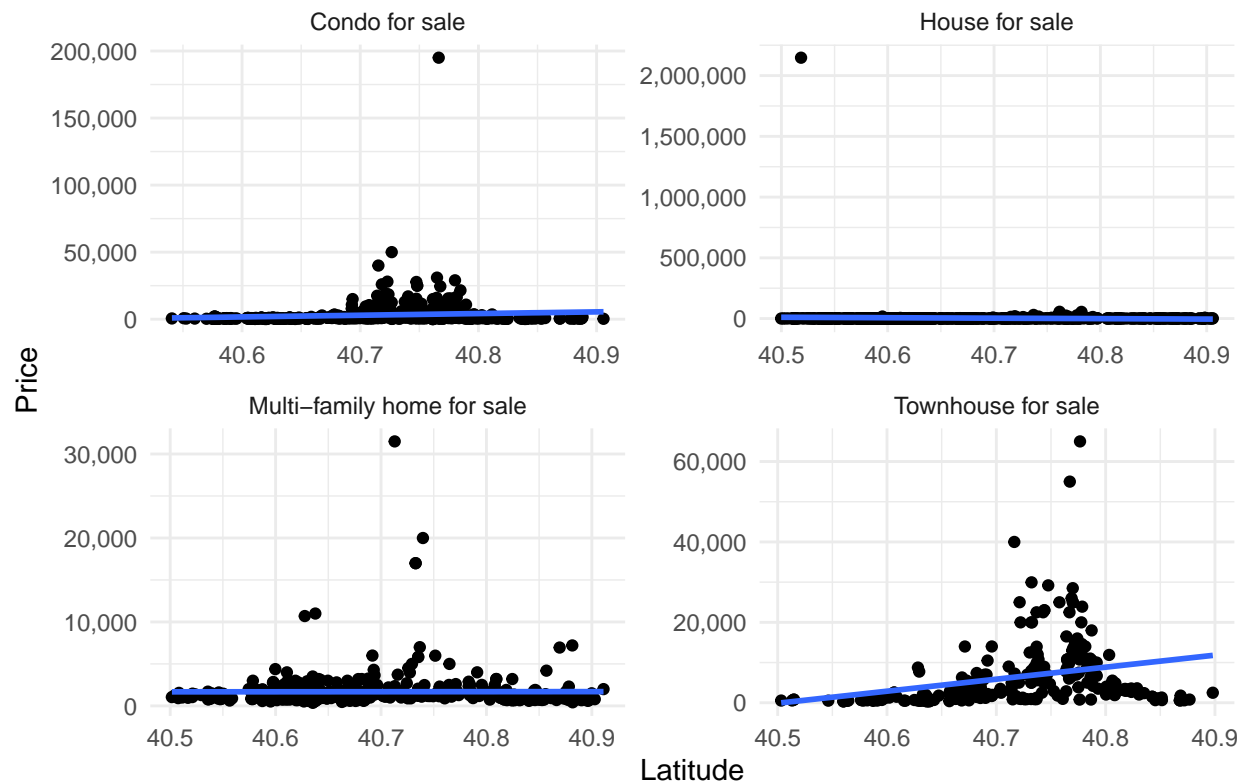 Condo for sale
200,000
150,000
100,000
50,000
0
40.6 40.7 40.8 40.9
House for sale
2,000,000
1,500,000
1,000,000
500,000
0
40.5 40.6 40.7 40.8 40.9
Price
Multi−family home for sale
30,000
20,000
10,000
0
40.5 40.6 40.7 40.8 40.9
Townhouse for sale
60,000
40,000
20,000
0
40.5 40.6 40.7 40.8 40.9
Latitude